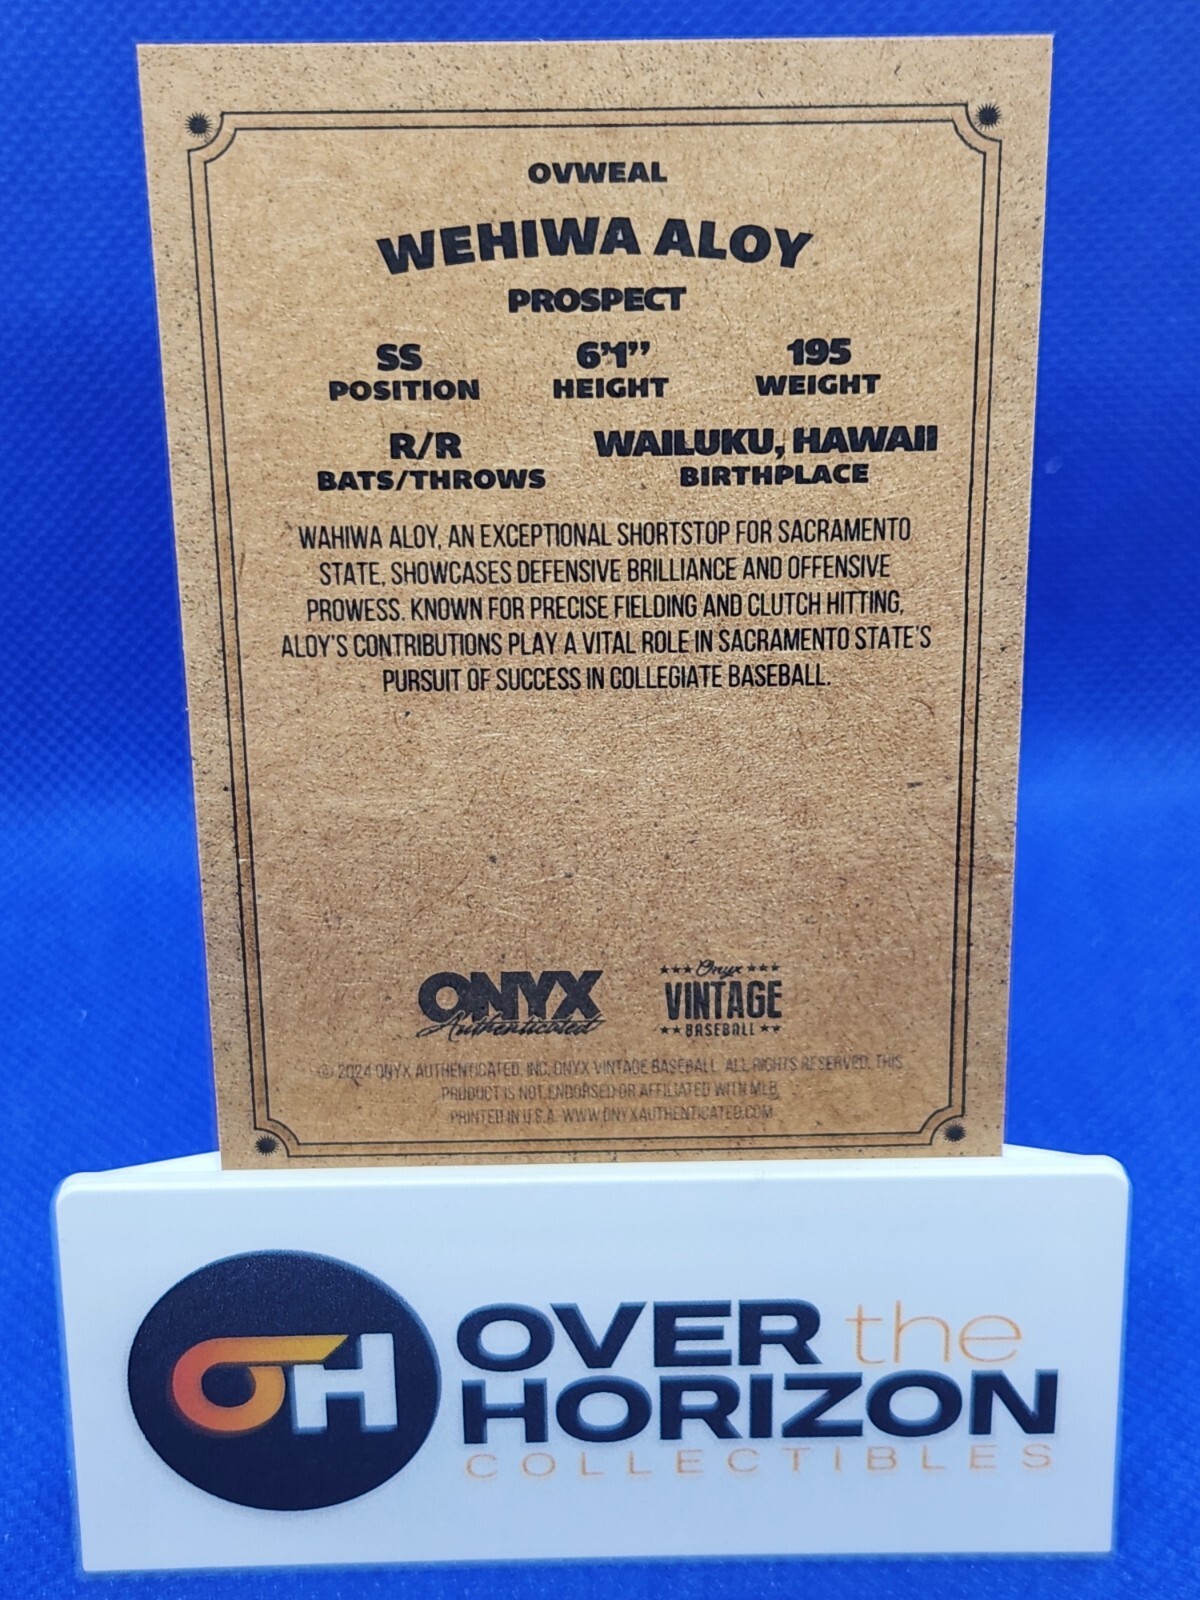 OVWEAL
WEHIWA ALOY
PROSPECT
SS 6'1" 195
POSITION HEIGHT WEIGHT
R/R WAILUKU, HAWAII
BATS/THROWS BIRTHPLACE
WAHIWA ALOY, AN EXCEPTIONAL SHORTSTOP FOR SACRAMENTO
STATE, SHOWCASES DEFENSIVE BRILLIANCE AND OFFENSIVE
PROWESS. KNOWN FOR PRECISE FIELDING AND CLUTCH HITTING,
ALOY'S CONTRIBUTIONS PLAY A VITAL ROLE IN SACRAMENTO STATE'S
PURSUIT OF SUCCESS IN COLLEGIATE BASEBALL.
ONYX
Authenticated
Onyx
VINTAGE
BASEBALL
© 2024 ONYX AUTHENTICATED, INC. ONYX VINTAGE BASEBALL. ALL RIGHTS RESERVED. THIS
PRODUCT IS NOT ENDORSED OR AFFILIATED WITH MLB.
PRINTED IN U.S.A. WWW.ONYXAUTHENTICATED.COM
OH
OVER the
HORIZON
COLLECTIBLES